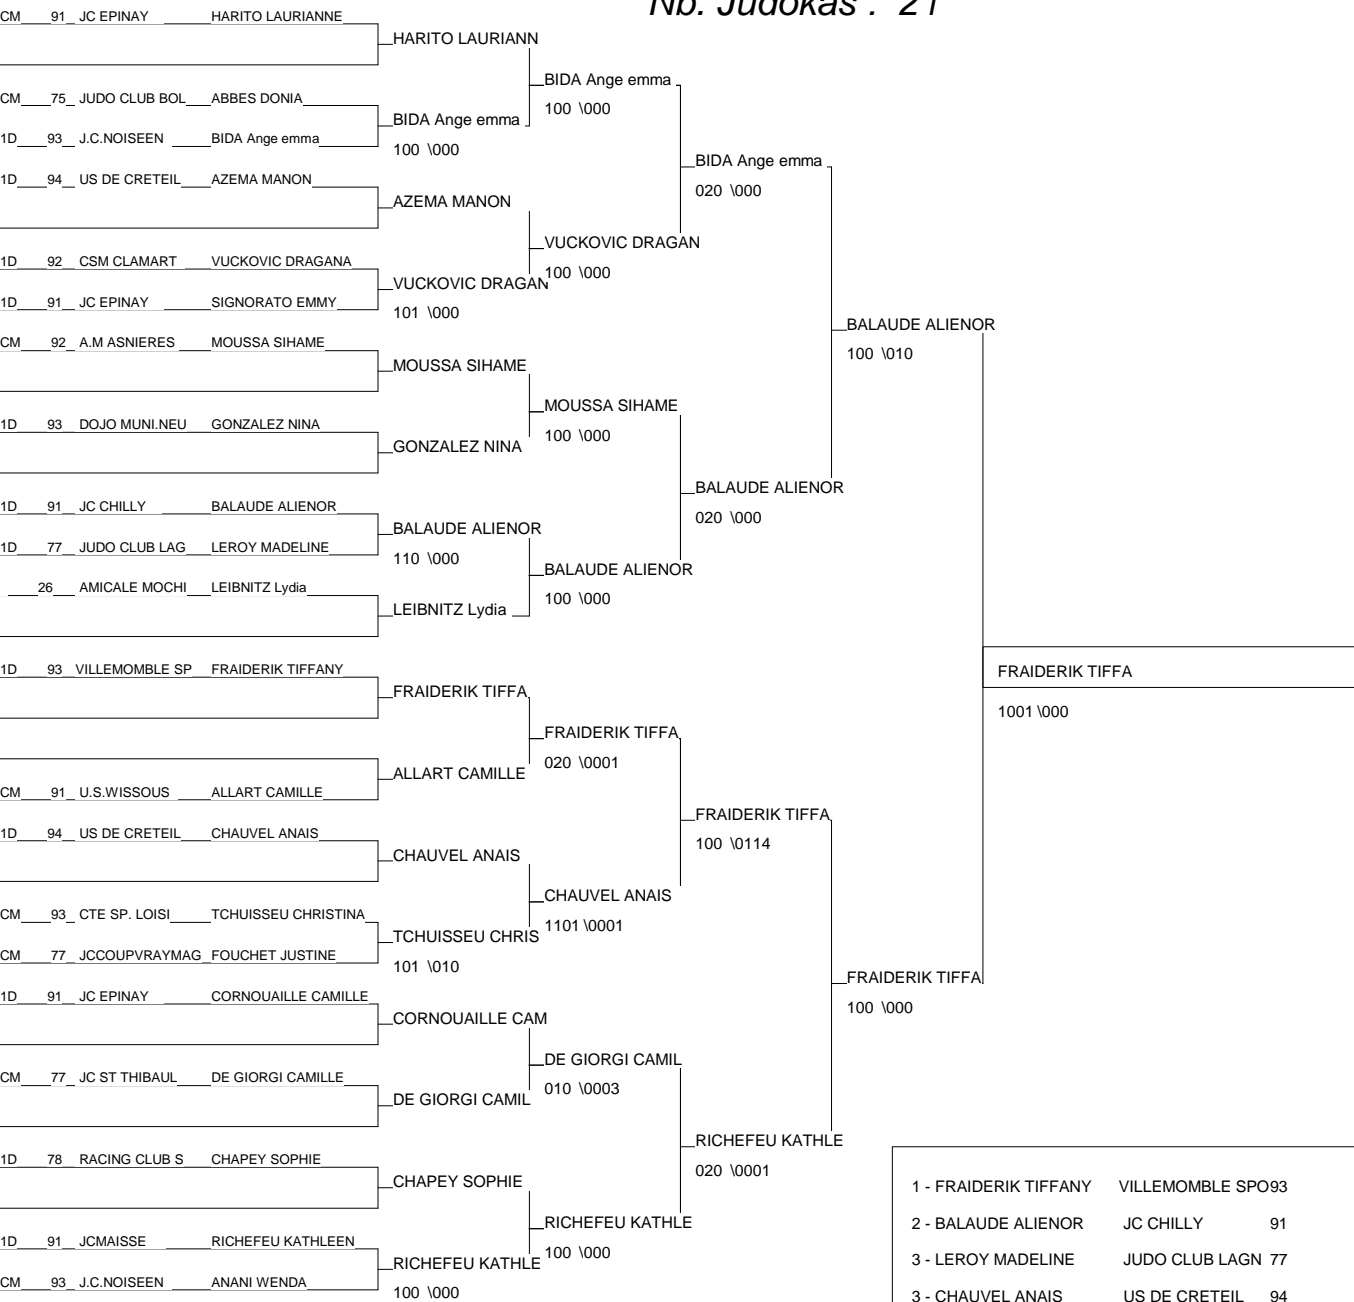 Nb. Judokas : 21
CM 91 JC EPINAY HARITO LAURIANNE
HARITO LAURIANN
BIDA Ange emma
100 \000
CM 75 JUDO CLUB BOL ABBES DONIA
BIDA Ange emma
100 \000
1D 93 J.C.NOISEEN BIDA Ange emma
BIDA Ange emma
020 \000
1D 94 US DE CRETEIL AZEMA MANON
AZEMA MANON
VUCKOVIC DRAGAN
100 \000
1D 92 CSM CLAMART VUCKOVIC DRAGANA
VUCKOVIC DRAGAN
101 \000
1D 91 JC EPINAY SIGNORATO EMMY
BALAUDE ALIENOR
100 \010
CM 92 A.M ASNIERES MOUSSA SIHAME
MOUSSA SIHAME
MOUSSA SIHAME
100 \000
1D 93 DOJO MUNI.NEU GONZALEZ NINA
GONZALEZ NINA
BALAUDE ALIENOR
020 \000
1D 91 JC CHILLY BALAUDE ALIENOR
BALAUDE ALIENOR
110 \000
1D 77 JUDO CLUB LAG LEROY MADELINE
BALAUDE ALIENOR
100 \000
26 AMICALE MOCHI LEIBNITZ Lydia
LEIBNITZ Lydia
1D 93 VILLEMOMBLE SP FRAIDERIK TIFFANY
FRAIDERIK TIFFA
1001 \000
FRAIDERIK TIFFA
FRAIDERIK TIFFA
020 \0001
ALLART CAMILLE
CM 91 U.S.WISSOUS ALLART CAMILLE
FRAIDERIK TIFFA
100 \0114
1D 94 US DE CRETEIL CHAUVEL ANAIS
CHAUVEL ANAIS
CHAUVEL ANAIS
1101 \0001
CM 93 CTE SP. LOISI TCHUISSEU CHRISTINA
TCHUISSEU CHRIS
101 \010
CM 77 JCCOUPVRAYMAG FOUCHET JUSTINE
FRAIDERIK TIFFA
100 \000
1D 91 JC EPINAY CORNOUAILLE CAMILLE
CORNOUAILLE CAM
DE GIORGI CAMIL
010 \0003
CM 77 JC ST THIBAUL DE GIORGI CAMILLE
DE GIORGI CAMIL
RICHEFEU KATHLE
020 \0001
1D 78 RACING CLUB S CHAPEY SOPHIE
CHAPEY SOPHIE
RICHEFEU KATHLE
100 \000
1D 91 JCMAISSE RICHEFEU KATHLEEN
RICHEFEU KATHLE
100 \000
CM 93 J.C.NOISEEN ANANI WENDA
1 - FRAIDERIK TIFFANY VILLEMOMBLE SPO93
2 - BALAUDE ALIENOR JC CHILLY 91
3 - LEROY MADELINE JUDO CLUB LAGN 77
3 - CHAUVEL ANAIS US DE CRETEIL 94